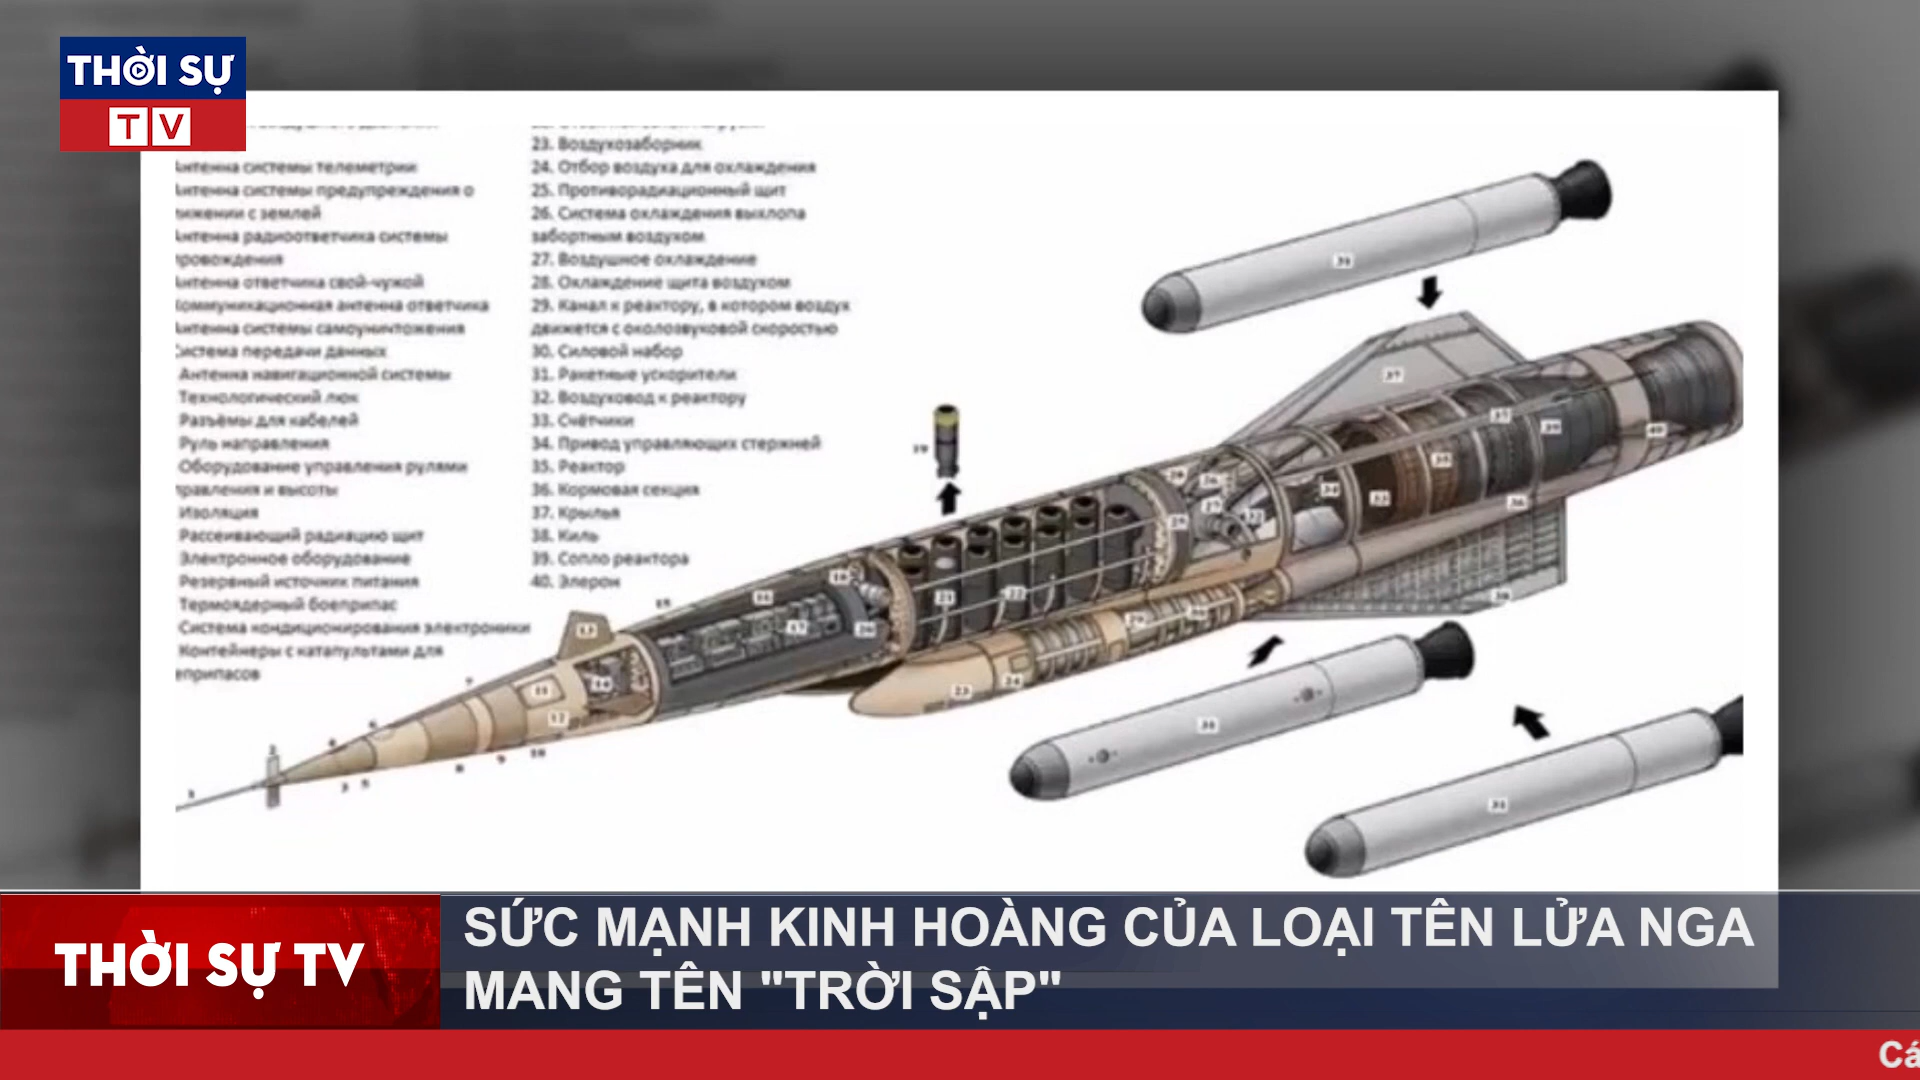 THỜI SỰ
TV
Антенна системы телеметрии
Антенна системы предупреждения о
лижении с землей
Антенна радиоответчика системы
провождения
Антенна ответчика свой-чужой
Коммуникационная антенна ответчика
Антенна системы самоуничтожения
Система передачи данных
Антенна навигационной системы
Технологический люк
Разъёмы для кабелей
Руль направления
Оборудование управления рулями
правления и высоты
Изоляция
Рассеивающий радиацию щит
Электронное оборудование
Резервный источник питания
Термоядерный боеприпас
Система кондиционирования электроники
Контейнеры с катапультами для
еприпасов
23. Воздухозаборник
24. Отбор воздуха для охлаждения
25. Противорадиационный щит
26. Система охлаждения выхлопа
забортным воздухом
27. Воздушное охлаждение
28. Охлаждение щита воздухом
29. Канал к реактору, в котором воздух
движется с околозвуковой скоростью
30. Силовой набор
31. Ракетные ускорители
32. Воздуховод к реактору
33. Счётчики
34. Привод управляющих стержней
35. Реактор
36. Кормовая секция
37. Крылья
38. Киль
39. Сопло реактора
40. Элерон
THỜI SỰ TV
SỨC MẠNH KINH HOÀNG CỦA LOẠI TÊN LỬA NGA
MANG TÊN "TRỜI SẬP"
Cá